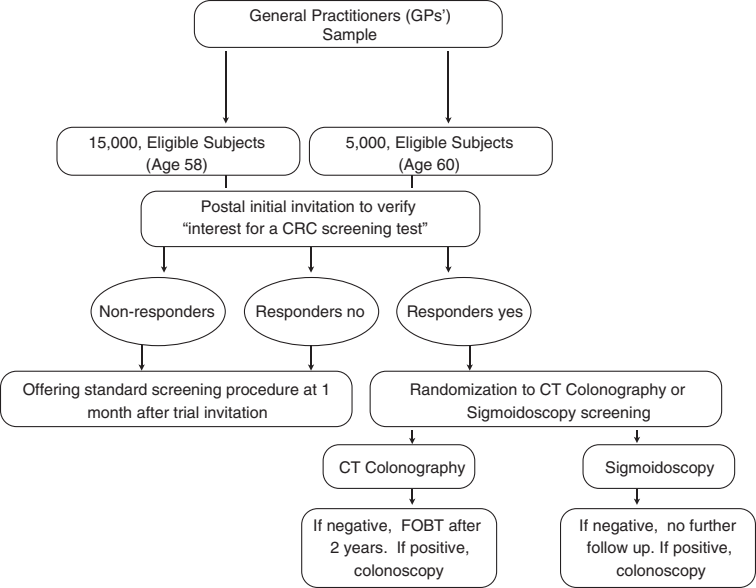 General Practitioners (GPs’)
Sample
15,000, Eligible Subjects
(Age 58)
5,000, Eligible Subjects
(Age 60)
Postal initial invitation to verify
“interest for a CRC screening test”
Non-responders
Responders no
Responders yes
Offering standard screening procedure at 1
month after trial invitation
Randomization to CT Colonography or
Sigmoidoscopy screening
CT Colonography
Sigmoidoscopy
If negative, FOBT after
2 years. If positive,
colonoscopy
If negative, no further
follow up. If positive,
colonoscopy